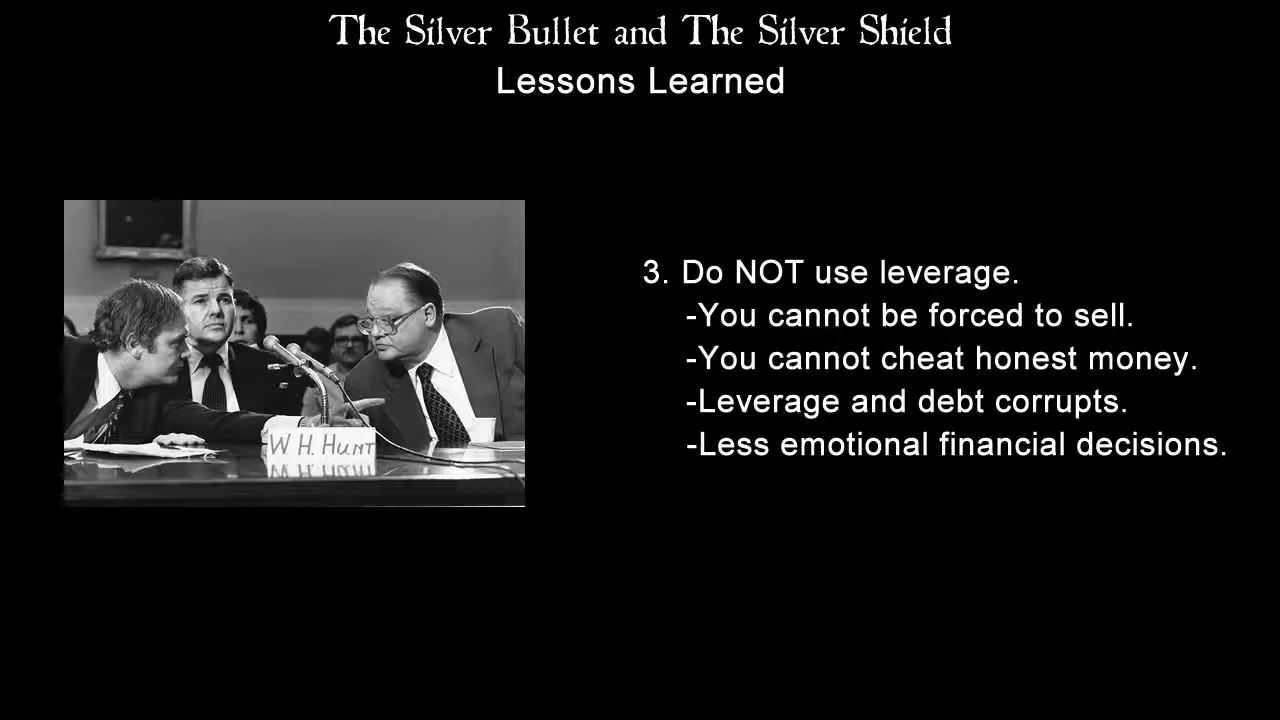 The Silver Bullet and The Silver Shield
Lessons Learned
W H. HUNT
3. Do NOT use leverage.
-You cannot be forced to sell.
-You cannot cheat honest money.
-Leverage and debt corrupts.
-Less emotional financial decisions.